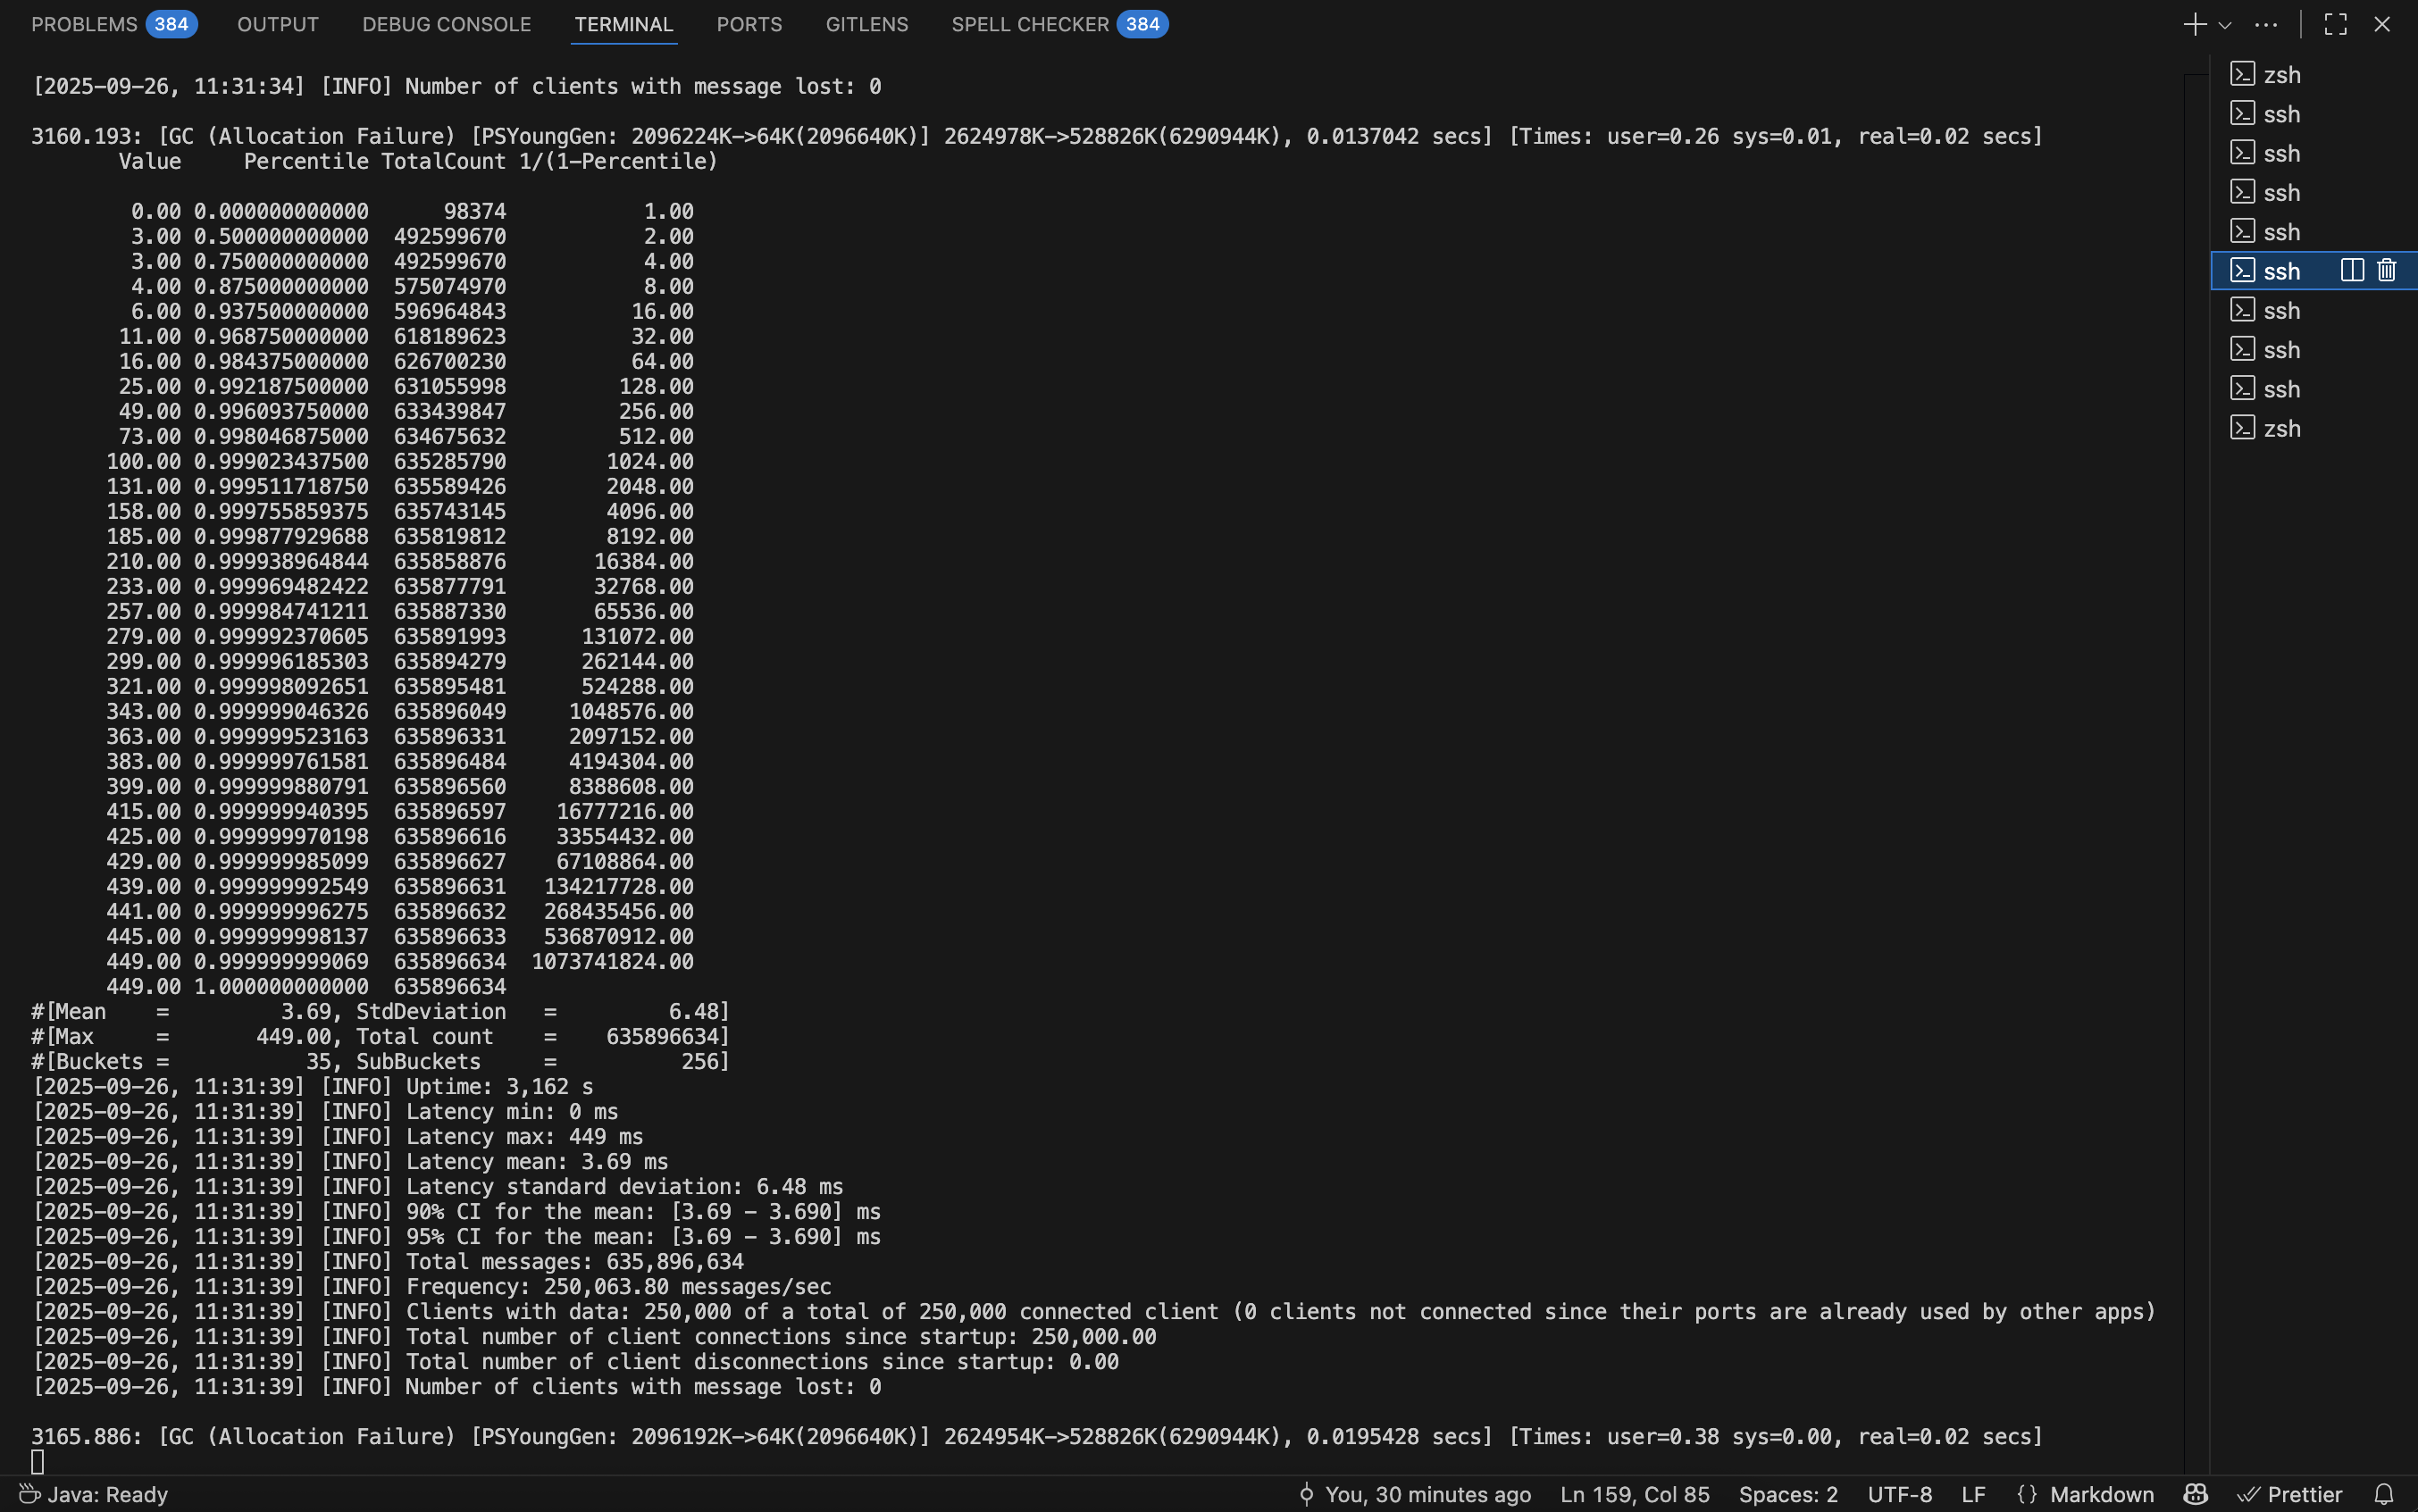 PROBLEMS 384 OUTPUT DEBUG CONSOLE TERMINAL PORTS GITLENS SPELL CHECKER 384
[2025-09-26, 11:31:34] [INFO] Number of clients with message lost: 0
3160.193: [GC (Allocation Failure) [PSYoungGen: 2096224K->64K(2096640K)] 2624978K->528826K(6290944K), 0.0137042 secs] [Times: user=0.26 sys=0.01, real=0.02 secs]
Value Percentile TotalCount 1/(1-Percentile)
0.00 0.000000000000 98374 1.00
3.00 0.500000000000 492599670 2.00
3.00 0.750000000000 492599670 4.00
4.00 0.875000000000 575074970 8.00
6.00 0.937500000000 596964843 16.00
11.00 0.968750000000 618189623 32.00
16.00 0.984375000000 626700230 64.00
25.00 0.992187500000 631055998 128.00
49.00 0.996093750000 633439847 256.00
73.00 0.998046875000 634675632 512.00
100.00 0.999023437500 635285790 1024.00
131.00 0.999511718750 635589426 2048.00
158.00 0.999755859375 635743145 4096.00
185.00 0.999877929688 635819812 8192.00
210.00 0.999938964844 635858876 16384.00
233.00 0.999969482422 635877791 32768.00
257.00 0.999984741211 635887330 65536.00
279.00 0.999992370605 635891993 131072.00
299.00 0.999996185303 635894279 262144.00
321.00 0.999998092651 635895481 524288.00
343.00 0.999999046326 635896049 1048576.00
363.00 0.999999523163 635896331 2097152.00
383.00 0.999999761581 635896484 4194304.00
399.00 0.999999880791 635896560 8388608.00
415.00 0.999999940395 635896597 16777216.00
425.00 0.999999970198 635896616 33554432.00
429.00 0.999999985099 635896627 67108864.00
439.00 0.999999992549 635896631 134217728.00
441.00 0.999999996275 635896632 268435456.00
445.00 0.999999998137 635896633 536870912.00
449.00 0.999999999069 635896634 1073741824.00
449.00 1.000000000000 635896634
#[Mean = 3.69, StdDeviation = 6.48]
#[Max = 449.00, Total count = 635896634]
#[Buckets = 35, SubBuckets = 256]
[2025-09-26, 11:31:39] [INFO] Uptime: 3,162 s
[2025-09-26, 11:31:39] [INFO] Latency min: 0 ms
[2025-09-26, 11:31:39] [INFO] Latency max: 449 ms
[2025-09-26, 11:31:39] [INFO] Latency mean: 3.69 ms
[2025-09-26, 11:31:39] [INFO] Latency standard deviation: 6.48 ms
[2025-09-26, 11:31:39] [INFO] 90% CI for the mean: [3.69 - 3.690] ms
[2025-09-26, 11:31:39] [INFO] 95% CI for the mean: [3.69 - 3.690] ms
[2025-09-26, 11:31:39] [INFO] Total messages: 635,896,634
[2025-09-26, 11:31:39] [INFO] Frequency: 250,063.80 messages/sec
[2025-09-26, 11:31:39] [INFO] Clients with data: 250,000 of a total of 250,000 connected client (0 clients not connected since their ports are already used by other apps)
[2025-09-26, 11:31:39] [INFO] Total number of client connections since startup: 250,000.00
[2025-09-26, 11:31:39] [INFO] Total number of client disconnections since startup: 0.00
[2025-09-26, 11:31:39] [INFO] Number of clients with message lost: 0
3165.886: [GC (Allocation Failure) [PSYoungGen: 2096192K->64K(2096640K)] 2624954K->528826K(6290944K), 0.0195428 secs] [Times: user=0.38 sys=0.00, real=0.02 secs]
zsh
ssh
ssh
ssh
ssh
ssh
ssh
ssh
ssh
zsh
Java: Ready You, 30 minutes ago Ln 159, Col 85 Spaces: 2 UTF-8 LF {} Markdown Prettier